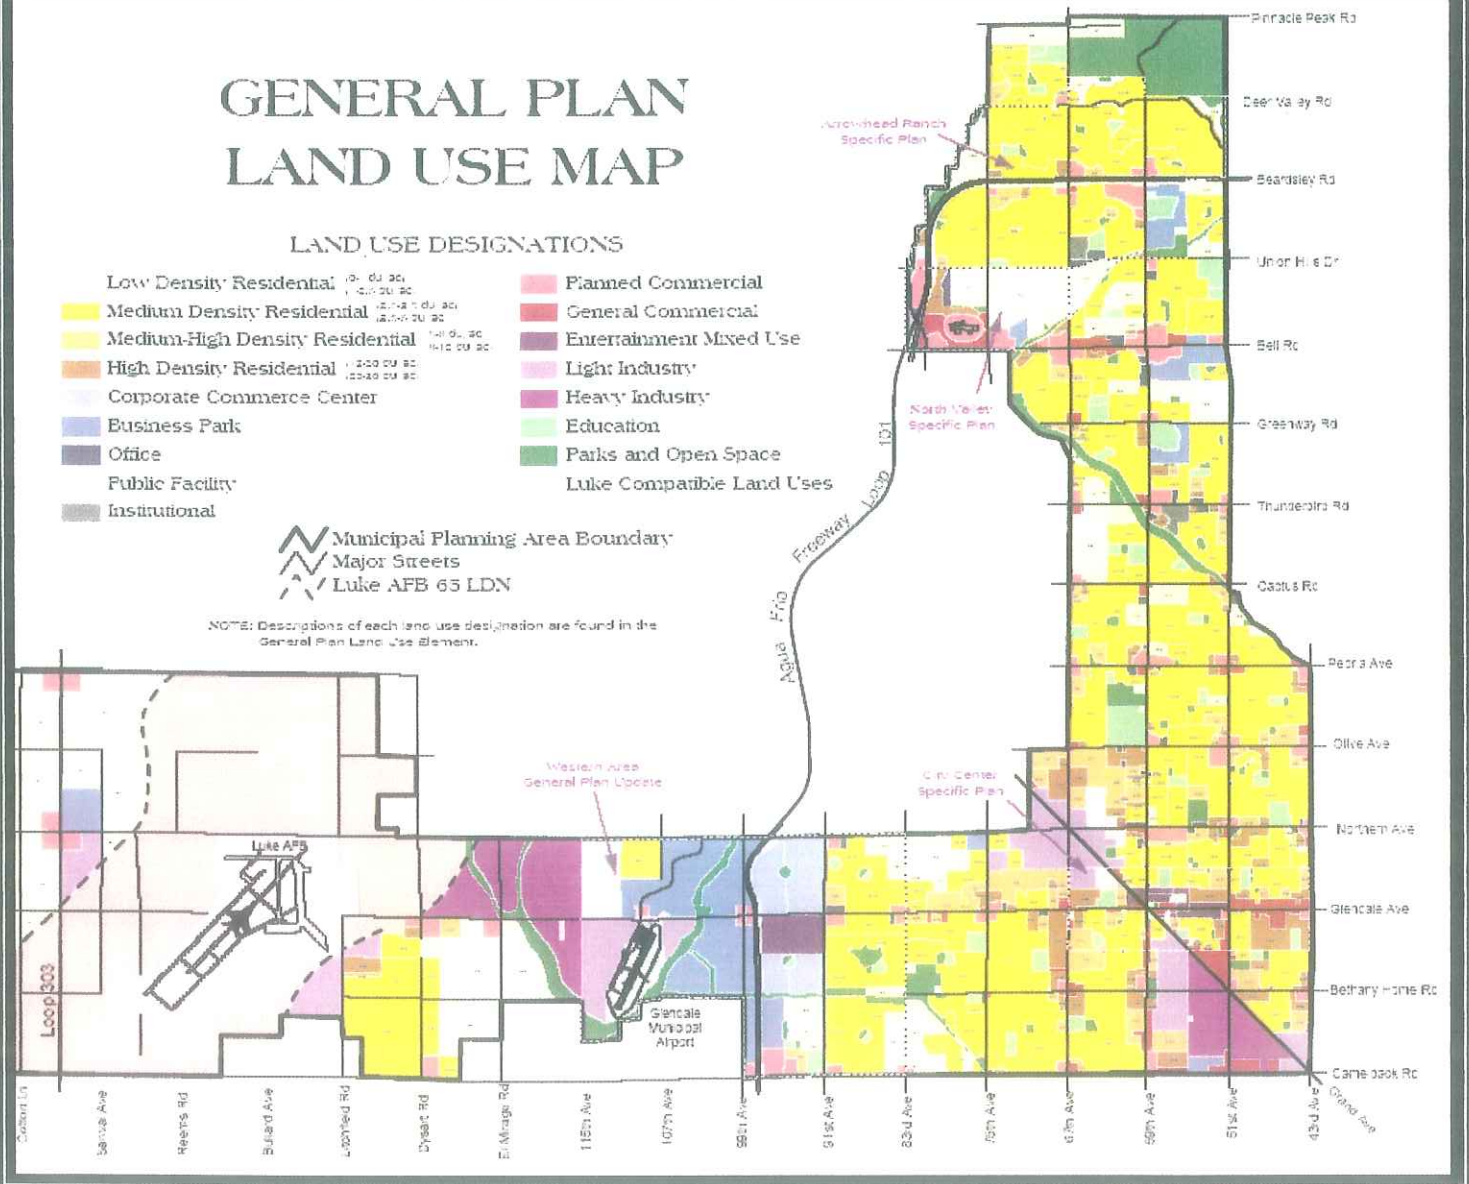 GENERAL PLAN
LAND USE MAP
LAND USE DESIGNATIONS
Low Density Residential
Medium Density Residential
Medium-High Density Residential
High Density Residential
Corporate Commerce Center
Business Park
Office
Public Facility
Institutional
Planned Commercial
General Commercial
Entertainment Mixed Use
Light Industry
Heavy Industry
Education
Parks and Open Space
Luke Compatible Land Uses
Municipal Planning Area Boundary
Major Streets
Luke AFB 65 LDN
NOTE: Descriptions of each land use designation are found in the
General Plan Land Use Element.
Arrowhead Ranch
Specific Plan
North Valley
Specific Plan
Western Area
General Plan Update
City Center
Specific Plan
Agua Fria Freeway Loop 101
Loop 303
Luke AFB
Glendale
Municipal
Airport
Pinnacle Peak Rd
Deer Valley Rd
Beardsley Rd
Union Hills Dr
Bell Rd
Greenway Rd
Thunderbird Rd
Cactus Rd
Peoria Ave
Olive Ave
Northern Ave
Glendale Ave
Bethany Home Rd
Camelback Rd
Grand Ave
Cotton Ln
Sarival Ave
Reems Rd
Bullard Ave
Litchfield Rd
Dysart Rd
El Mirage Rd
115th Ave
107th Ave
99th Ave
91st Ave
83rd Ave
75th Ave
67th Ave
59th Ave
51st Ave
43rd Ave